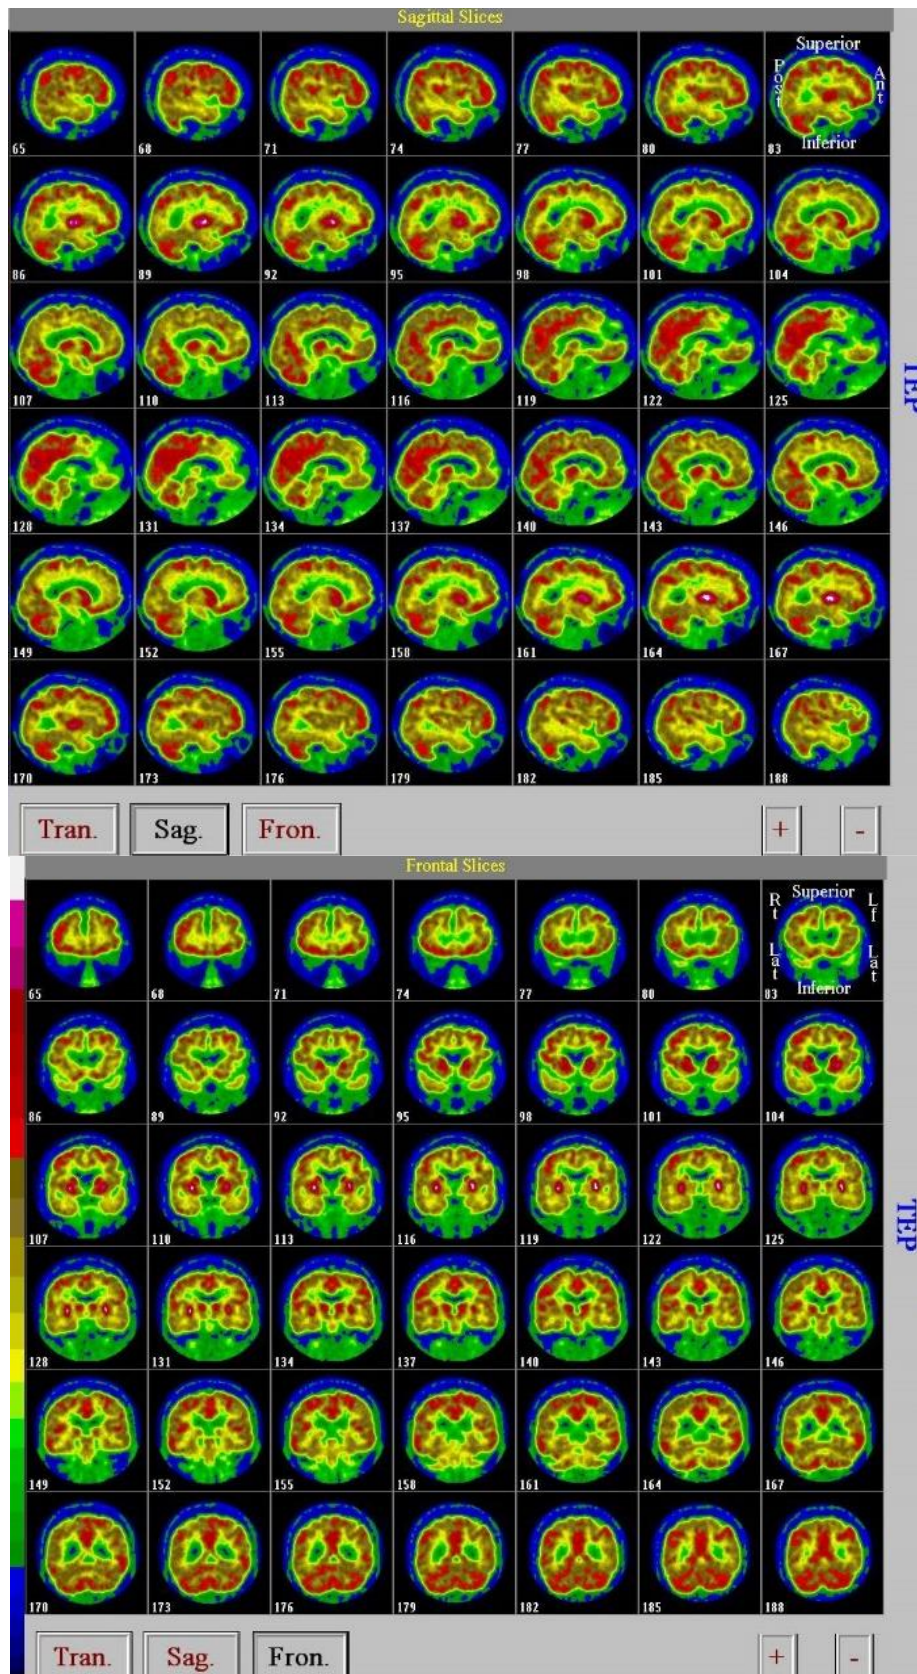 Sagittal Slices
Superior
Post
Ant
Inferior
65 68 71 74 77 80 83
86 89 92 95 98 101 104
107 110 113 116 119 122 125
TEP
128 131 134 137 140 143 146
149 152 155 158 161 164 167
170 173 176 179 182 185 188
Tran. Sag. Fron. + -
Frontal Slices
Superior
Rt Lat
Lf Lat
Inferior
65 68 71 74 77 80 83
86 89 92 95 98 101 104
107 110 113 116 119 122 125
TEP
128 131 134 137 140 143 146
149 152 155 158 161 164 167
170 173 176 179 182 185 188
Tran. Sag. Fron. + -